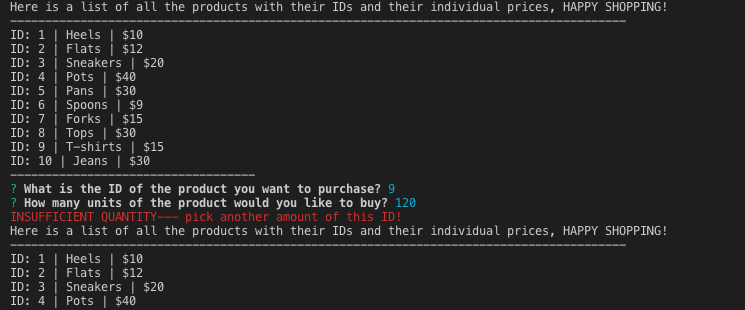 Here is a list of all the products with their IDs and their individual prices, HAPPY SHOPPING!
----------------------------------------------------------------------------------------
ID: 1 | Heels | $10
ID: 2 | Flats | $12
ID: 3 | Sneakers | $20
ID: 4 | Pots | $40
ID: 5 | Pans | $30
ID: 6 | Spoons | $9
ID: 7 | Forks | $15
ID: 8 | Tops | $30
ID: 9 | T-shirts | $15
ID: 10 | Jeans | $30
-----------------------------------
? What is the ID of the product you want to purchase? 9
? How many units of the product would you like to buy? 120
INSUFFICIENT QUANTITY--- pick another amount of this ID!
Here is a list of all the products with their IDs and their individual prices, HAPPY SHOPPING!
----------------------------------------------------------------------------------------
ID: 1 | Heels | $10
ID: 2 | Flats | $12
ID: 3 | Sneakers | $20
ID: 4 | Pots | $40